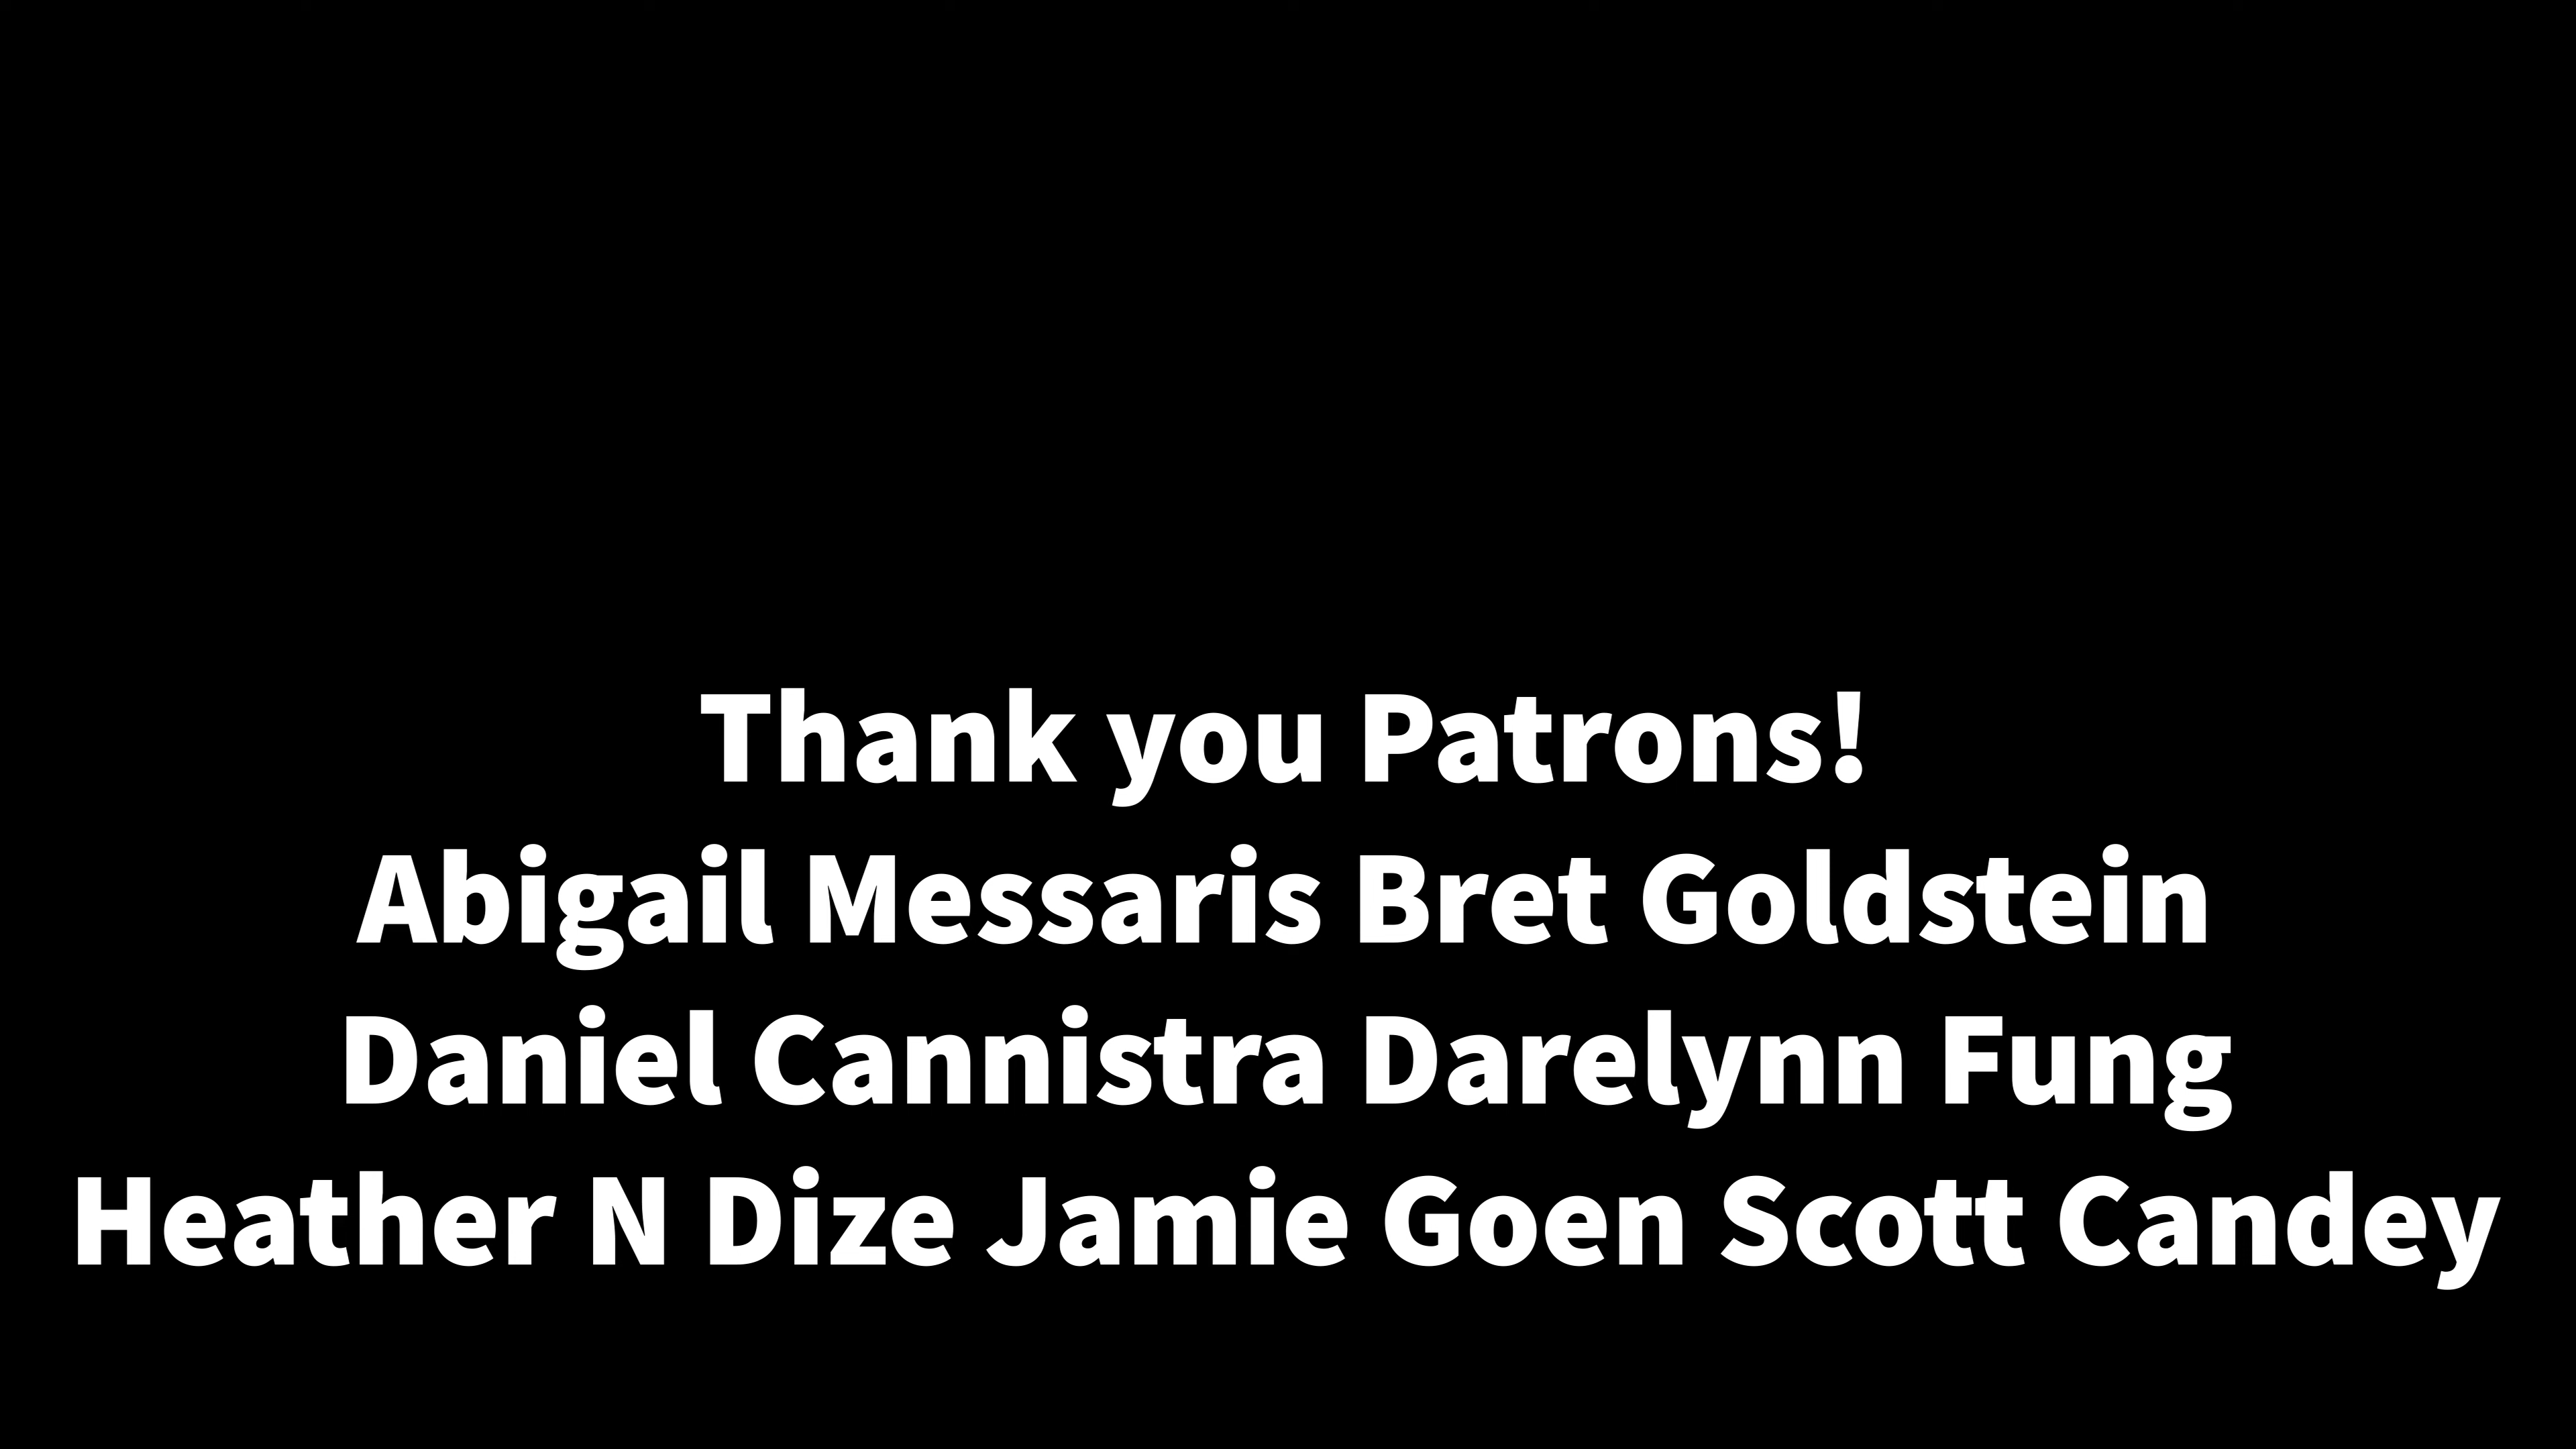 Thank you Patrons!
Abigail Messaris Bret Goldstein
Daniel Cannistra Darelynn Fung
Heather N Dize Jamie Goen Scott Candey